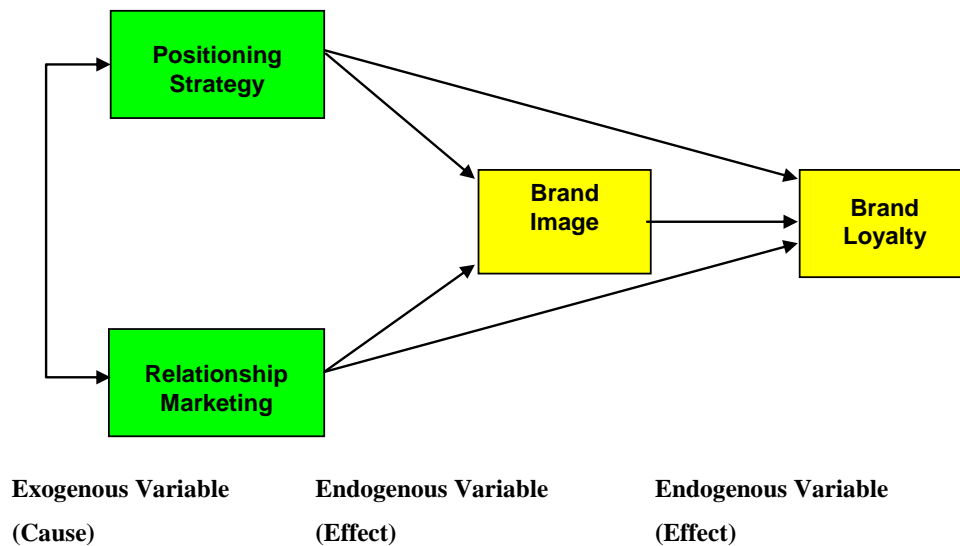 Positioning
Strategy
Brand
Image
Brand
Loyalty
Relationship
Marketing
Exogenous Variable
(Cause)
Endogenous Variable
(Effect)
Endogenous Variable
(Effect)